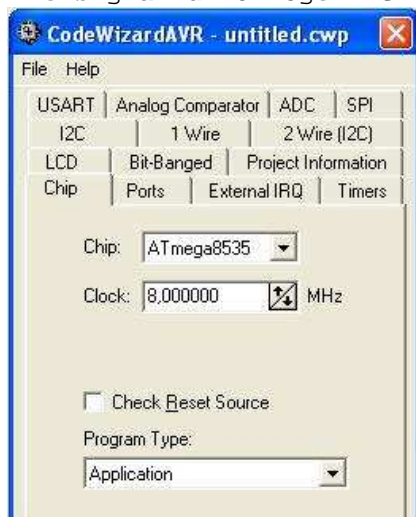 CodeWizardAVR - untitled.cwp
File Help
USART Analog Comparator ADC SPI
I2C 1 Wire 2 Wire (I2C)
LCD Bit-Banged Project Information
Chip Ports External IRQ Timers
Chip: ATmega8535
Clock: 8,000000 MHz
Check Reset Source
Program Type:
Application